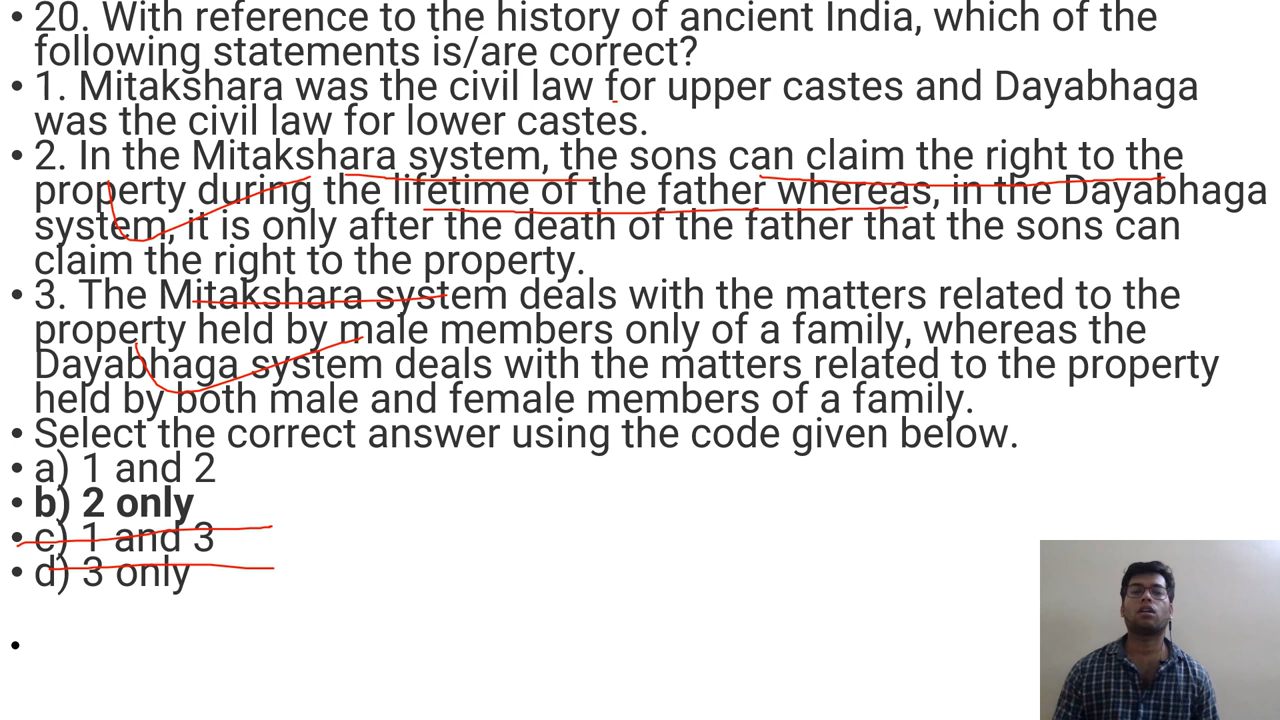 • 20. With reference to the history of ancient India, which of the
following statements is/are correct?
• 1. Mitakshara was the civil law for upper castes and Dayabhaga
was the civil law for lower castes.
• 2. In the Mitakshara system, the sons can claim the right to the
property during the lifetime of the father whereas, in the Dayabhaga
system, it is only after the death of the father that the sons can
claim the right to the property.
• 3. The Mitakshara system deals with the matters related to the
property held by male members only of a family, whereas the
Dayabhaga system deals with the matters related to the property
held by both male and female members of a family.
• Select the correct answer using the code given below.
• a) 1 and 2
• b) 2 only
• c) 1 and 3
• d) 3 only
•